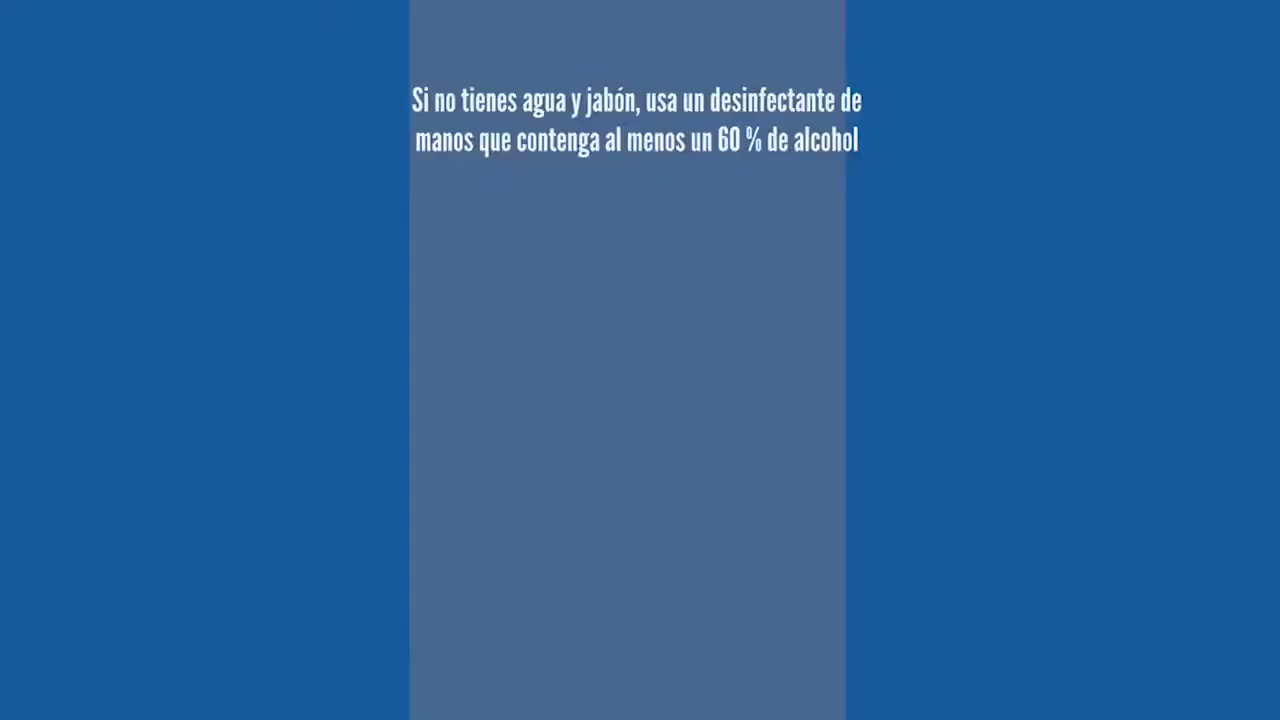 Si no tienes agua y jabón, usa un desinfectante de
manos que contenga al menos un 60 % de alcohol